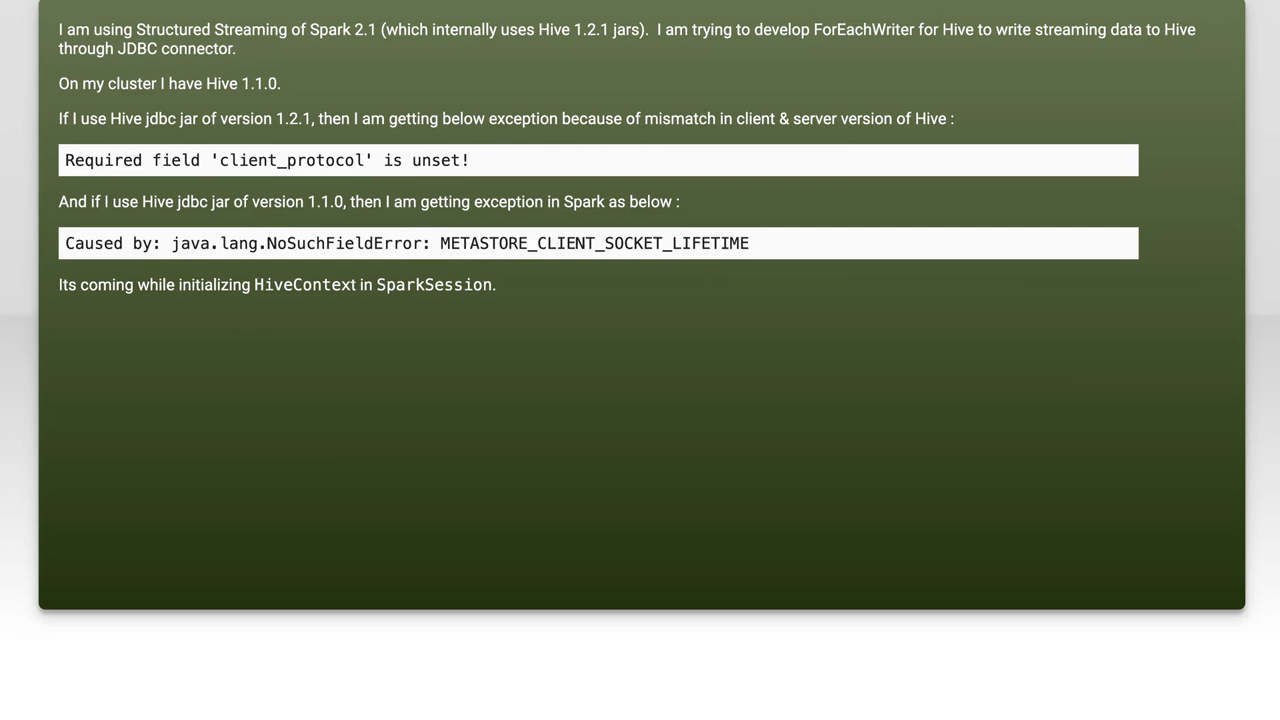 I am using Structured Streaming of Spark 2.1 (which internally uses Hive 1.2.1 jars).  I am trying to develop ForEachWriter for Hive to write streaming data to Hive
through JDBC connector.
On my cluster I have Hive 1.1.0.
If I use Hive jdbc jar of version 1.2.1, then I am getting below exception because of mismatch in client & server version of Hive :
Required field 'client_protocol' is unset!
And if I use Hive jdbc jar of version 1.1.0, then I am getting exception in Spark as below :
Caused by: java.lang.NoSuchFieldError: METASTORE_CLIENT_SOCKET_LIFETIME
Its coming while initializing HiveContext in SparkSession.